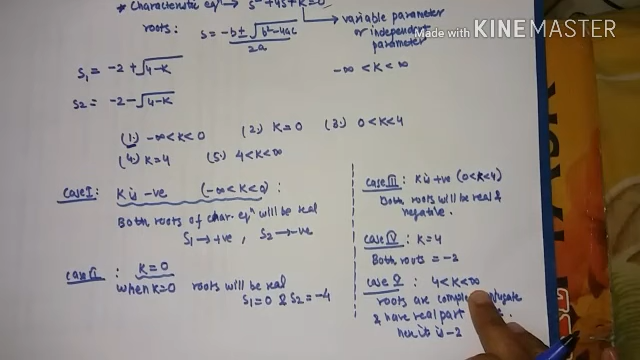 Made with KINEMASTER
* Characteristic eqn → s² + 4s + K = 0
→ variable parameter
or independent
parameter
roots: s = -b ± √b² - 4ac / 2a
-∞ < K < ∞
S1 = -2 + √4-K
S2 = -2 - √4-K
(1.) -∞ < K < 0 (2.) K = 0 (3.) 0 < K < 4
(4.) K = 4 (5.) 4 < K < ∞
Case I: K is -ve (-∞ < K < 0) :
Both roots of char. eqn will be real
S1 → +ve, S2 → -ve
Case II : K = 0
when K=0 roots will be real
S1 = 0 & S2 = -4
Case III : K is +ve (0 < K < 4)
Both roots will be real &
negative.
Case IV : K = 4
Both roots = -2
Case V : 4 < K < ∞
roots are
& have real part
here it is -2